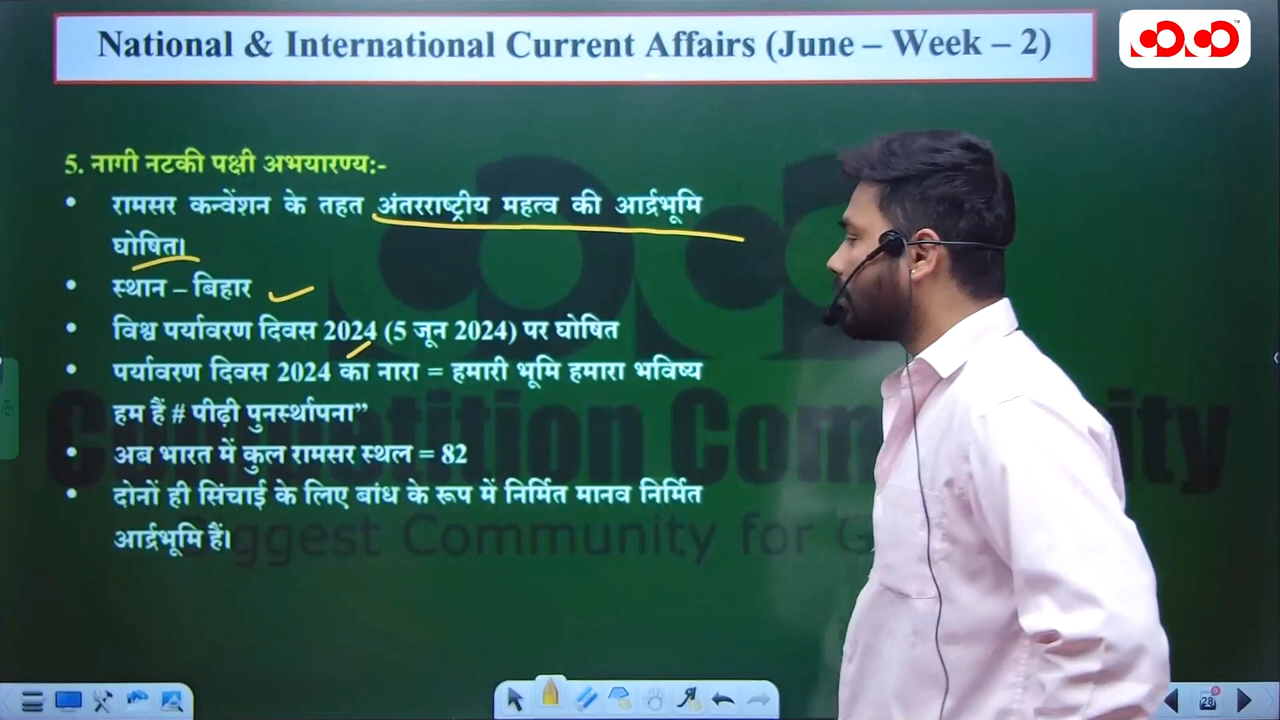 National & International Current Affairs (June – Week – 2)
5. नागी नटकी पक्षी अभयारण्य:-
• रामसर कन्वेंशन के तहत अंतरराष्ट्रीय महत्व की आर्द्रभूमि
घोषित।
• स्थान – बिहार
• विश्व पर्यावरण दिवस 2024 (5 जून 2024) पर घोषित
• पर्यावरण दिवस 2024 का नारा = हमारी भूमि हमारा भविष्य
हम हैं # पीढ़ी पुनर्स्थापना”
• अब भारत में कुल रामसर स्थल = 82
• दोनों ही सिंचाई के लिए बांध के रूप में निर्मित मानव निर्मित
आर्द्रभूमि हैं।
Competition Community
Biggest Community for G
28